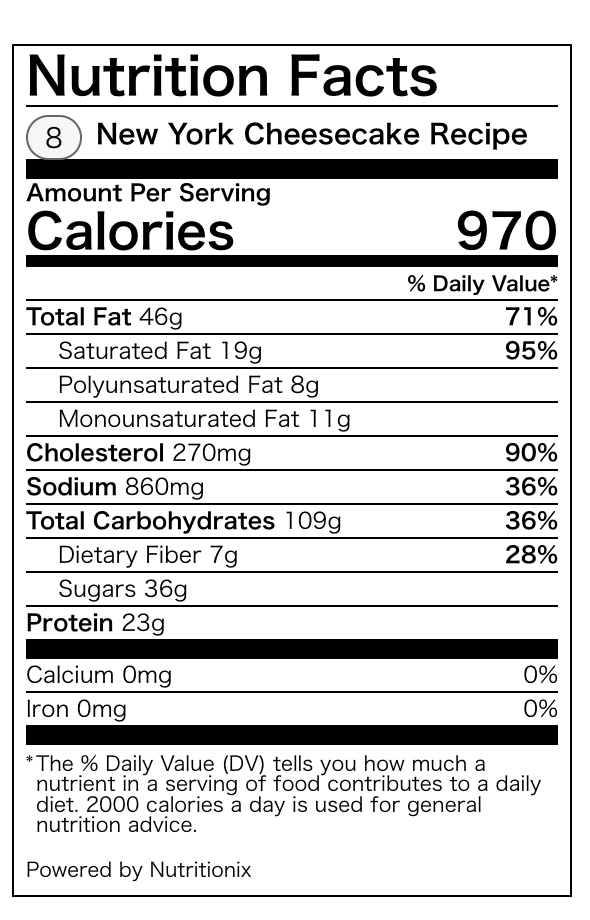 Nutrition Facts
8 New York Cheesecake Recipe
Amount Per Serving
Calories 970
% Daily Value*
Total Fat 46g 71%
Saturated Fat 19g 95%
Polyunsaturated Fat 8g
Monounsaturated Fat 11g
Cholesterol 270mg 90%
Sodium 860mg 36%
Total Carbohydrates 109g 36%
Dietary Fiber 7g 28%
Sugars 36g
Protein 23g
Calcium 0mg 0%
Iron 0mg 0%
*The % Daily Value (DV) tells you how much a
nutrient in a serving of food contributes to a daily
diet. 2000 calories a day is used for general
nutrition advice.
Powered by Nutritionix